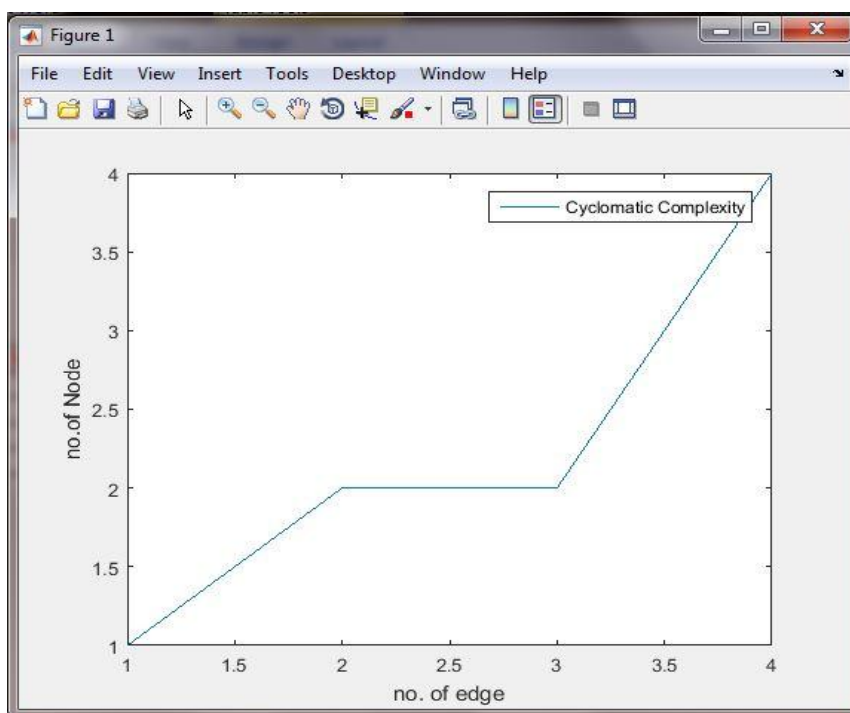 Figure 1
File Edit View Insert Tools Desktop Window Help
Cyclomatic Complexity
4
3.5
3
2.5
2
1.5
1
no.of Node
1 1.5 2 2.5 3 3.5 4
no. of edge